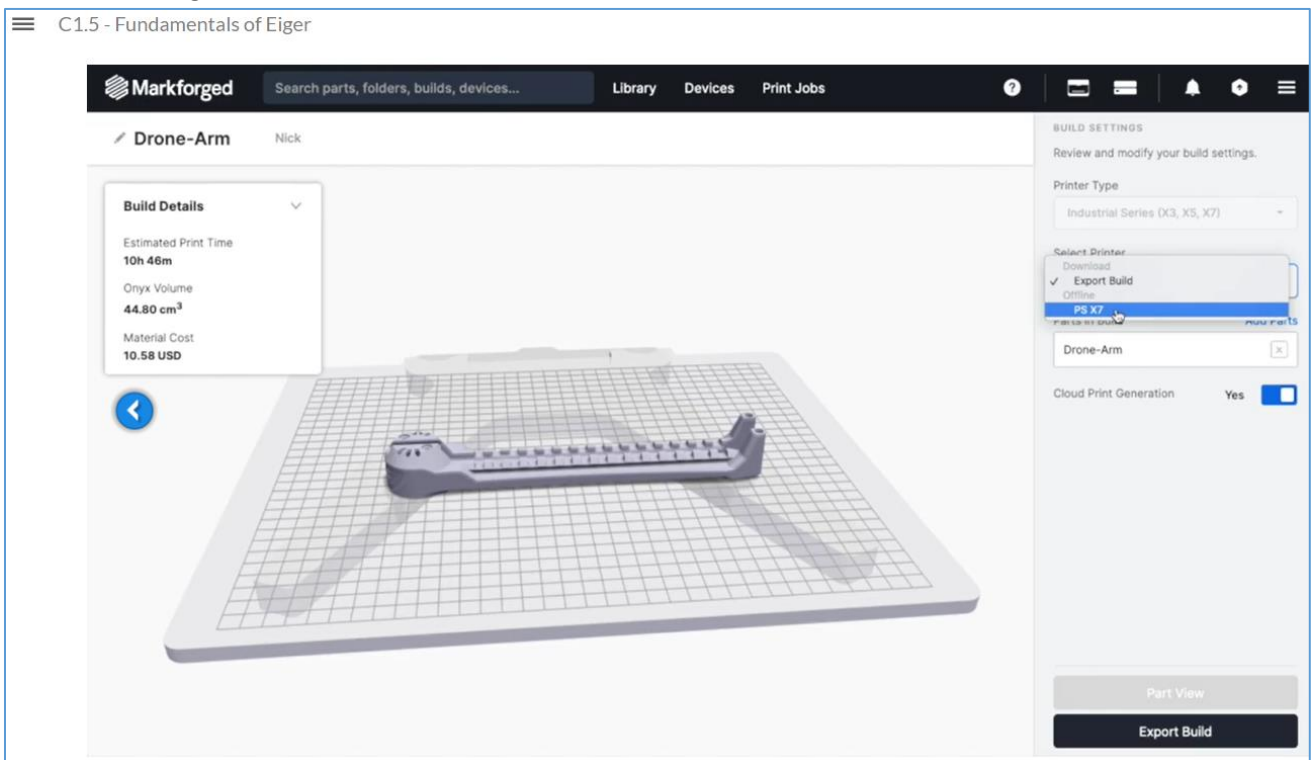 C1.5 - Fundamentals of Eiger
Markforged
Search parts, folders, builds, devices...
Library
Devices
Print Jobs
Drone-Arm
Nick
Build Details
Estimated Print Time
10h 46m
Onyx Volume
44.80 cm³
Material Cost
10.58 USD
BUILD SETTINGS
Review and modify your build settings.
Printer Type
Industrial Series (X3, X5, X7)
Select Printer
Download
✓ Export Build
Offline
PS X7
Parts in Build
Add Parts
Drone-Arm
Cloud Print Generation
Yes
Part View
Export Build